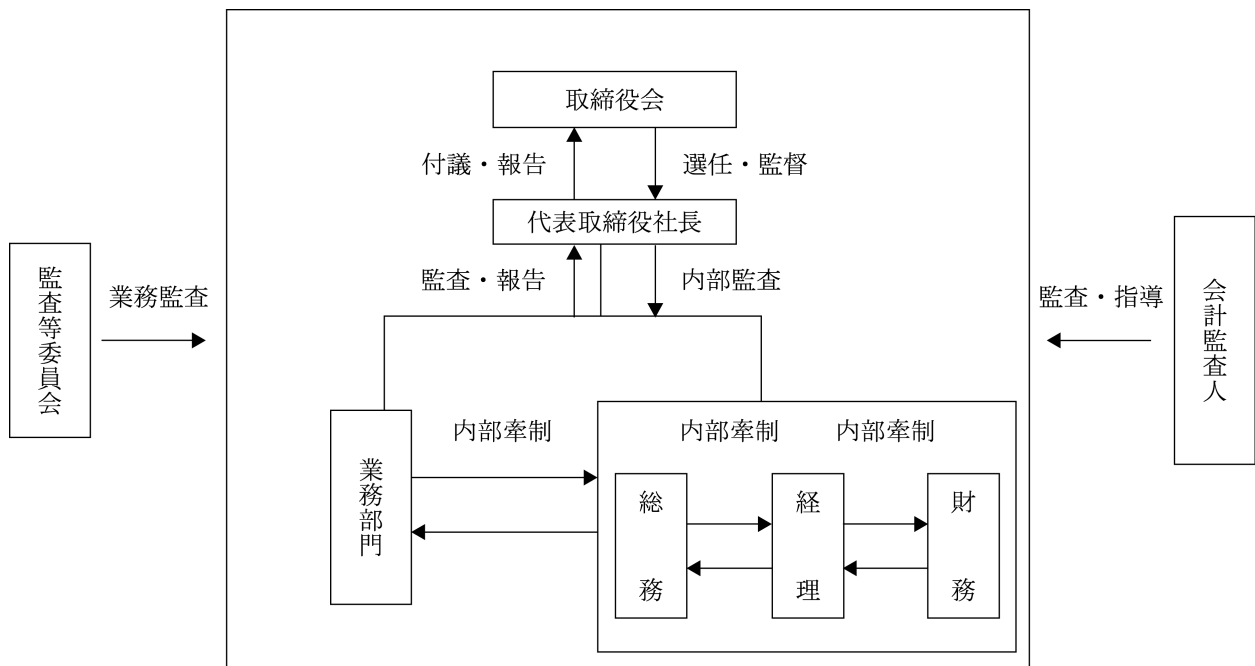 取締役会
付議・報告
選任・監督
代表取締役社長
監査・報告
内部監査
監査等委員会
業務監査
監査・指導
会計監査人
業務部門
内部牽制
内部牽制
内部牽制
総務
経理
財務